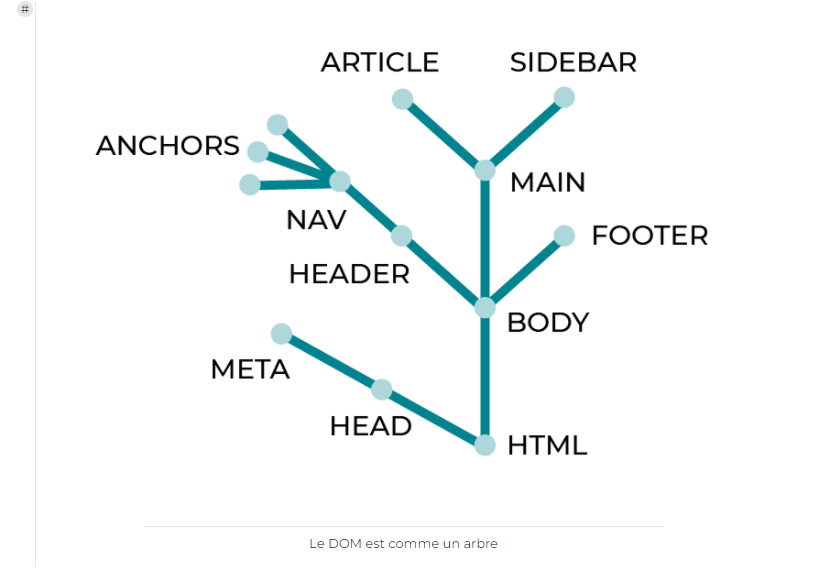 #
ARTICLE
SIDEBAR
ANCHORS
MAIN
NAV
FOOTER
HEADER
BODY
META
HEAD
HTML
Le DOM est comme un arbre